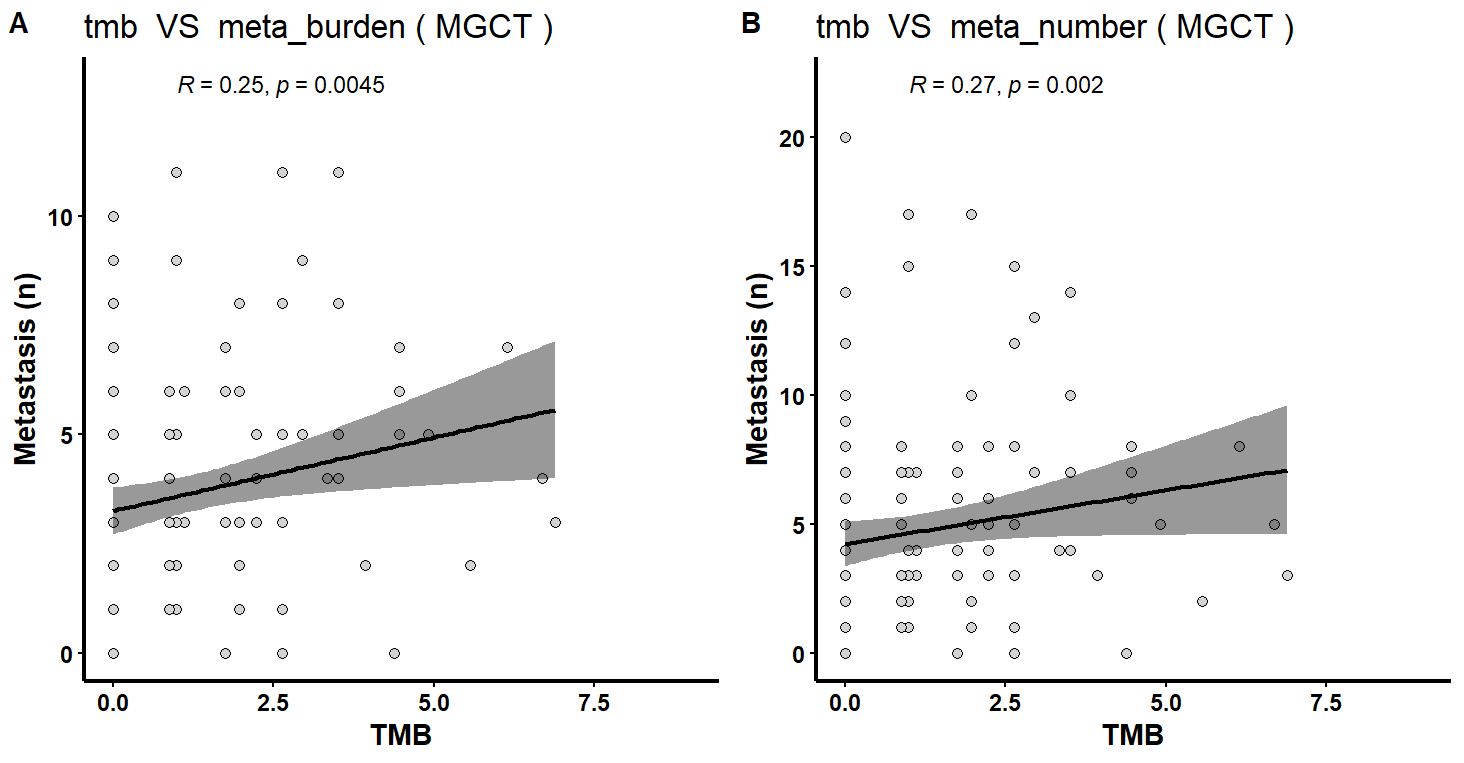 A
tmb VS meta_burden ( MGCT )
R = 0.25, p = 0.0045
10
5
0
Metastasis (n)
0.0 2.5 5.0 7.5
TMB
B
tmb VS meta_number ( MGCT )
R = 0.27, p = 0.002
20
15
10
5
0
Metastasis (n)
0.0 2.5 5.0 7.5
TMB